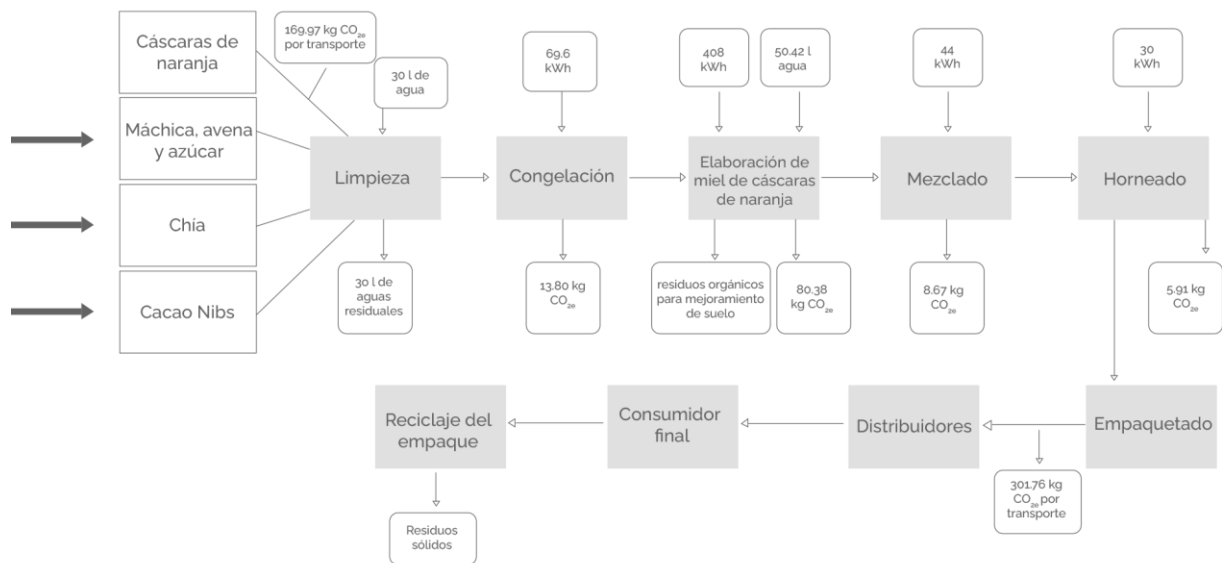 Cáscaras de
naranja
169.97 kg CO2e
por transporte
30 l de
agua
69.6
kWh
408
kWh
50.42 l
agua
44
kWh
30
kWh
Máchica, avena
y azúcar
Chía
Cacao Nibs
Limpieza
Congelación
Elaboración de
miel de cáscaras
de naranja
Mezclado
Horneado
30 l de
aguas
residuales
13.80 kg
CO2e
residuos orgánicos
para mejoramiento
de suelo
80.38
kg CO2e
8.67 kg
CO2e
5.91 kg
CO2e
Reciclaje del
empaque
Consumidor
final
Distribuidores
Empaquetado
Residuos
sólidos
301.76 kg
CO2e por
transporte